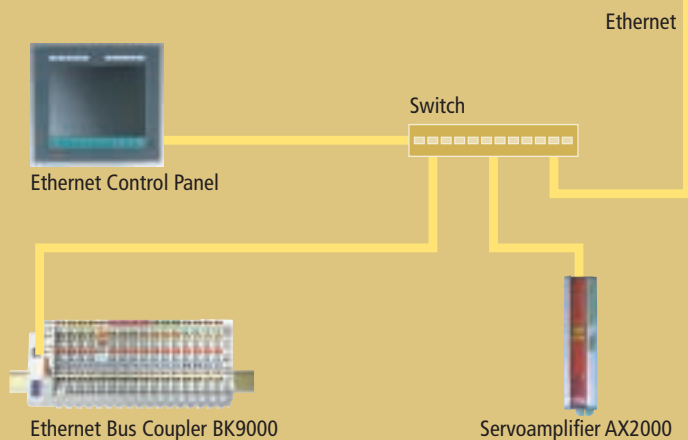 Ethernet
Switch
Ethernet Control Panel
Ethernet Bus Coupler BK9000
Servoamplifier AX2000